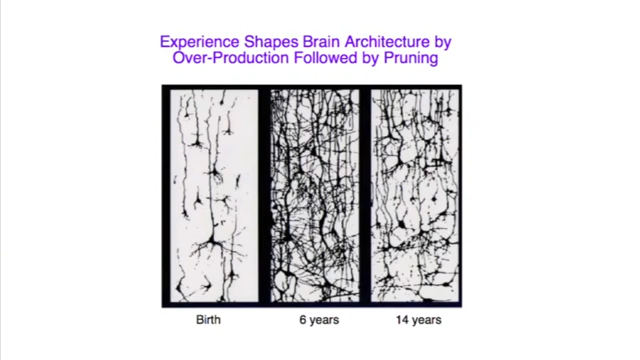 Experience Shapes Brain Architecture by
Over-Production Followed by Pruning
Birth
6 years
14 years